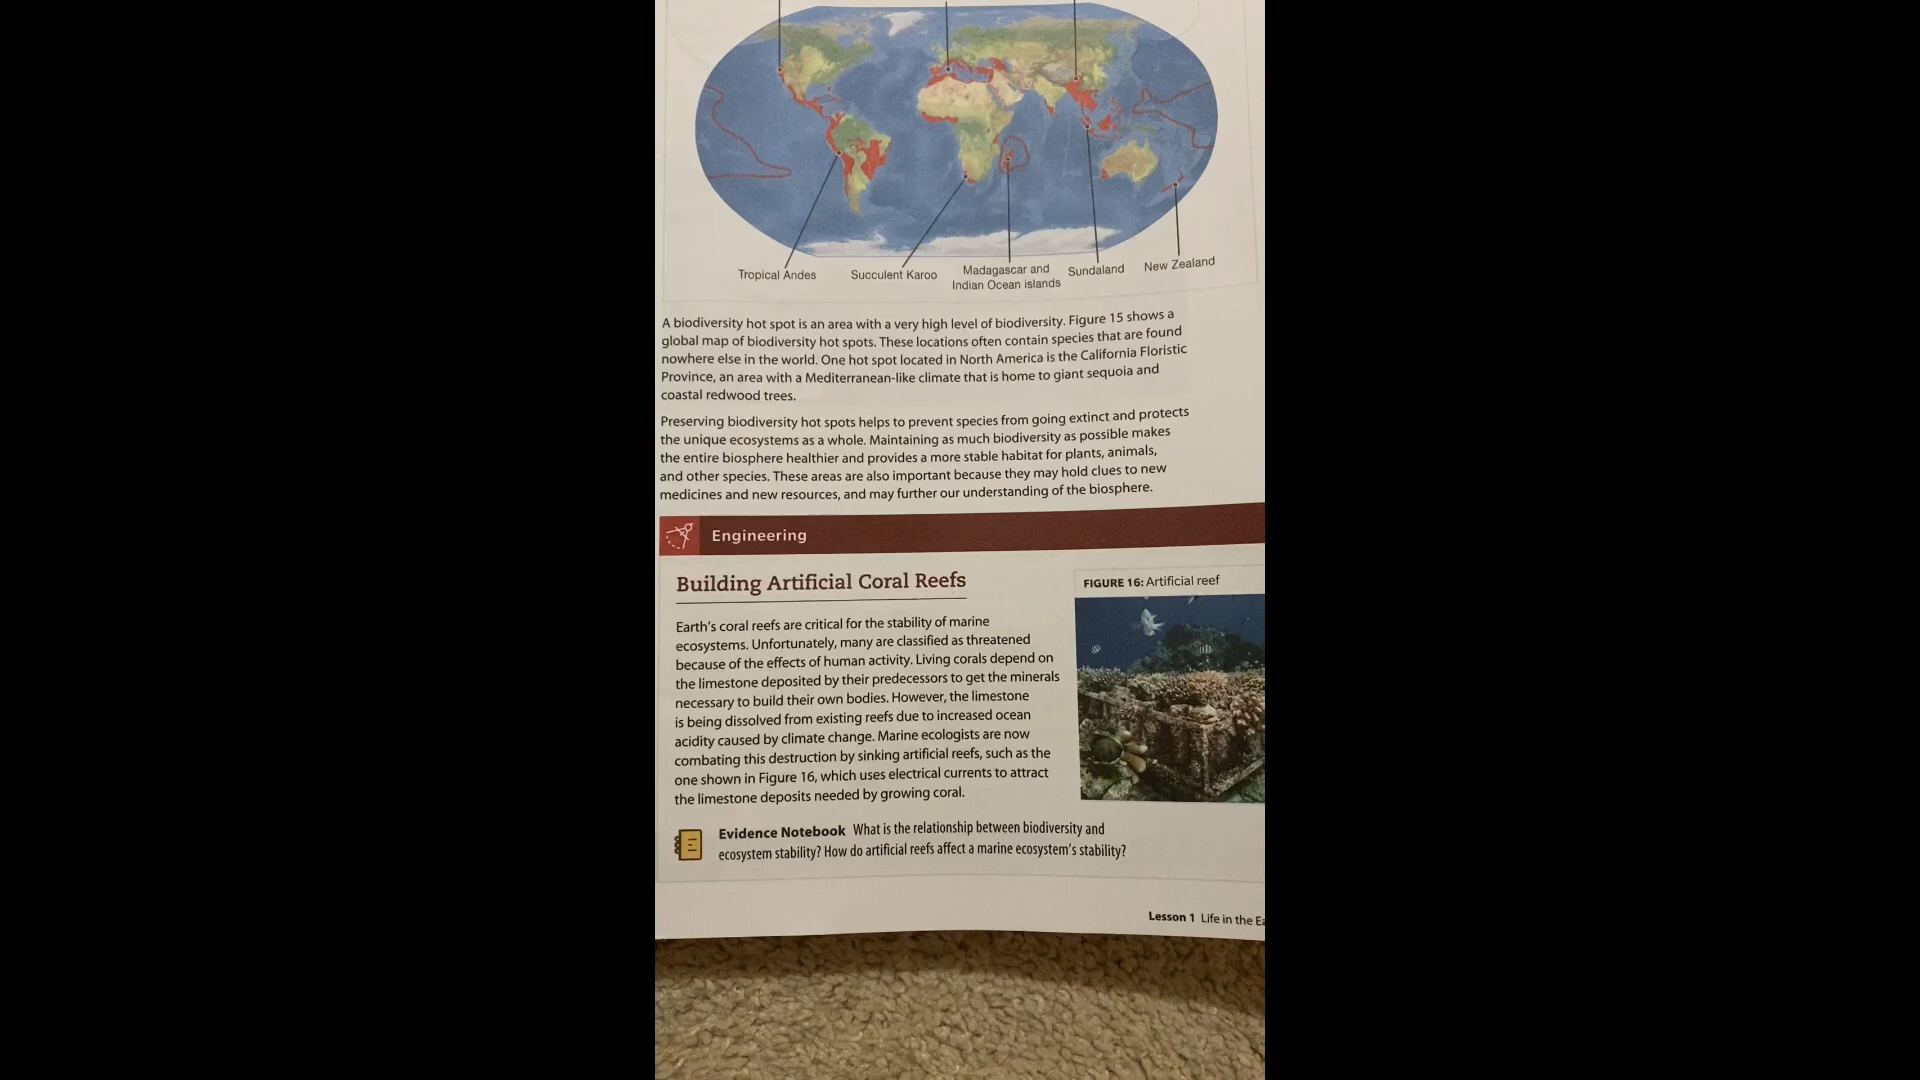 Tropical Andes
Succulent Karoo
Madagascar and
Indian Ocean islands
Sundaland
New Zealand
A biodiversity hot spot is an area with a very high level of biodiversity. Figure 15 shows a
global map of biodiversity hot spots. These locations often contain species that are found
nowhere else in the world. One hot spot located in North America is the California Floristic
Province, an area with a Mediterranean-like climate that is home to giant sequoia and
coastal redwood trees.
Preserving biodiversity hot spots helps to prevent species from going extinct and protects
the unique ecosystems as a whole. Maintaining as much biodiversity as possible makes
the entire biosphere healthier and provides a more stable habitat for plants, animals,
and other species. These areas are also important because they may hold clues to new
medicines and new resources, and may further our understanding of the biosphere.
Engineering
Building Artificial Coral Reefs
Earth's coral reefs are critical for the stability of marine
ecosystems. Unfortunately, many are classified as threatened
because of the effects of human activity. Living corals depend on
the limestone deposited by their predecessors to get the minerals
necessary to build their own bodies. However, the limestone
is being dissolved from existing reefs due to increased ocean
acidity caused by climate change. Marine ecologists are now
combating this destruction by sinking artificial reefs, such as the
one shown in Figure 16, which uses electrical currents to attract
the limestone deposits needed by growing coral.
FIGURE 16: Artificial reef
Evidence Notebook What is the relationship between biodiversity and
ecosystem stability? How do artificial reefs affect a marine ecosystem's stability?
Lesson 1 Life in the